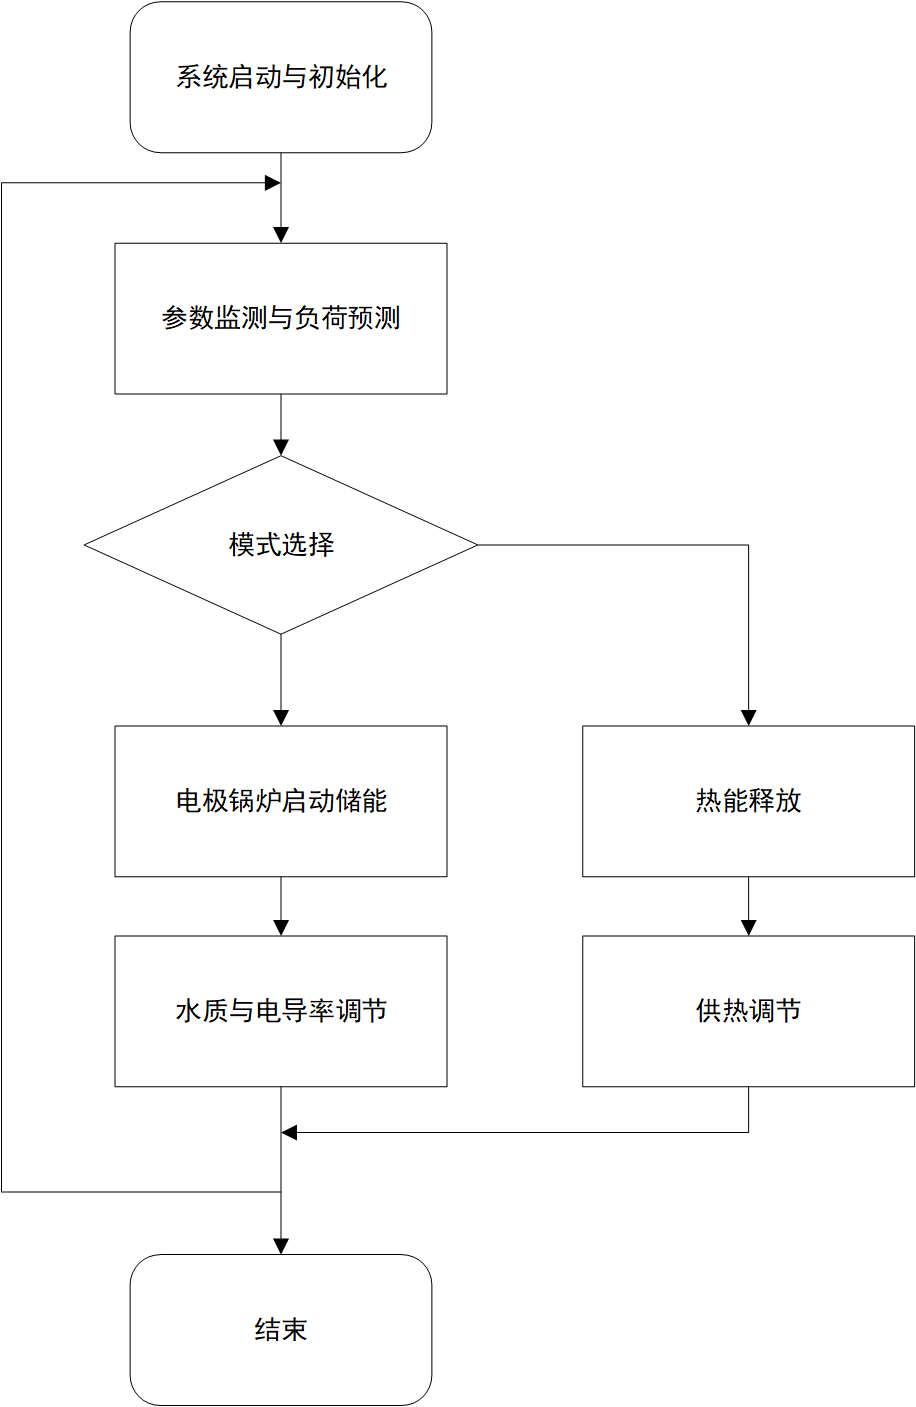 系统启动与初始化
参数监测与负荷预测
模式选择
电极锅炉启动储能
热能释放
水质与电导率调节
供热调节
结束